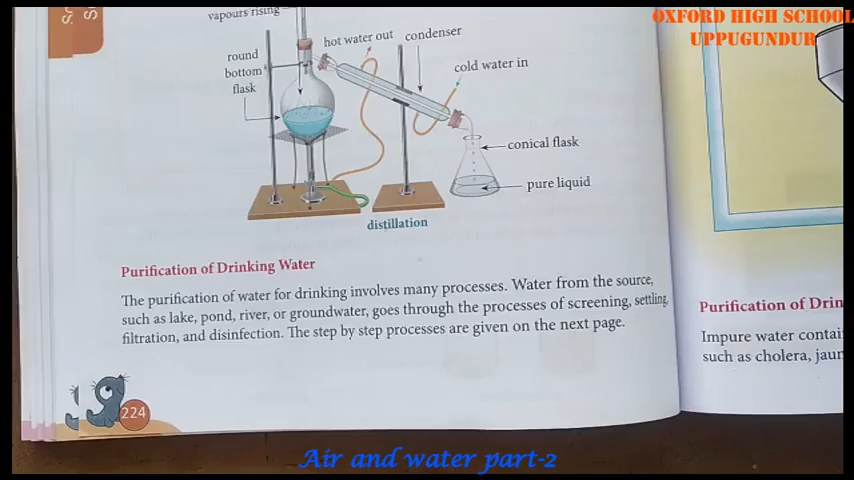 OXFORD HIGH SCHOOL
UPPUGUNDUR
vapours rising
hot water out
condenser
round
bottom
flask
cold water in
conical flask
pure liquid
distillation
Purification of Drinking Water
The purification of water for drinking involves many processes. Water from the source,
such as lake, pond, river, or groundwater, goes through the processes of screening, settling,
filtration, and disinfection. The step by step processes are given on the next page.
224
Purification of Drin
Impure water contai
such as cholera, jaun
Air and water part-2